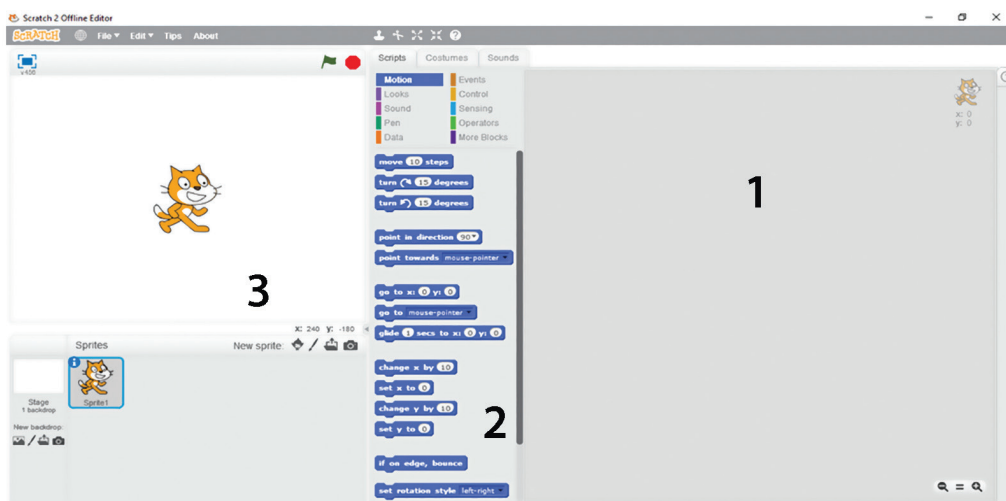 Scratch 2 Offline Editor
SCRATCH File Edit Tips About
v456
Scripts Costumes Sounds
Motion Events
Looks Control
Sound Sensing
Pen Operators
Data More Blocks
move 10 steps
turn 15 degrees
turn 15 degrees
point in direction 90
point towards mouse-pointer
go to x: 0 y: 0
go to mouse-pointer
glide 1 secs to x: 0 y: 0
change x by 10
set x to 0
change y by 10
set y to 0
if on edge, bounce
set rotation style left-right
2
x: 0
y: 0
1
3
X: 240 y: -180
Sprites New sprite:
Stage
1 backdrop
Sprite1
New backdrop: